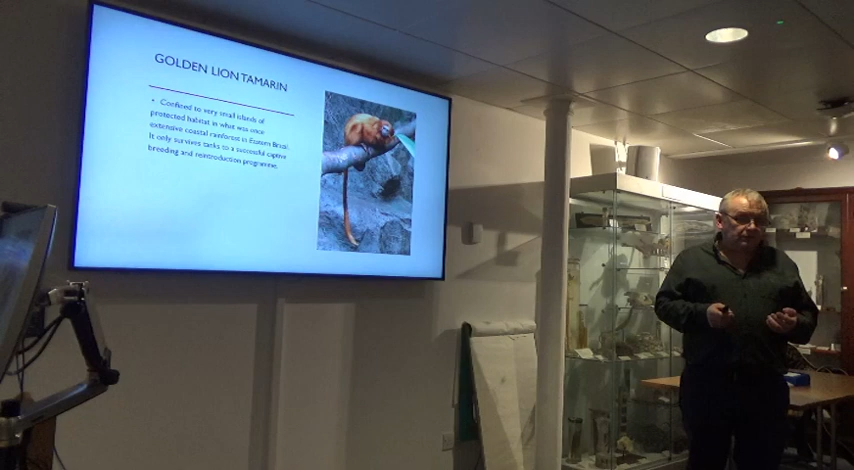 GOLDEN LION TAMARIN
• Confined to very small islands of
protected habitat in what was once
extensive coastal rainforest in Eastern Brazil.
It only survives tanks to a successful captive
breeding and reintroduction programme.